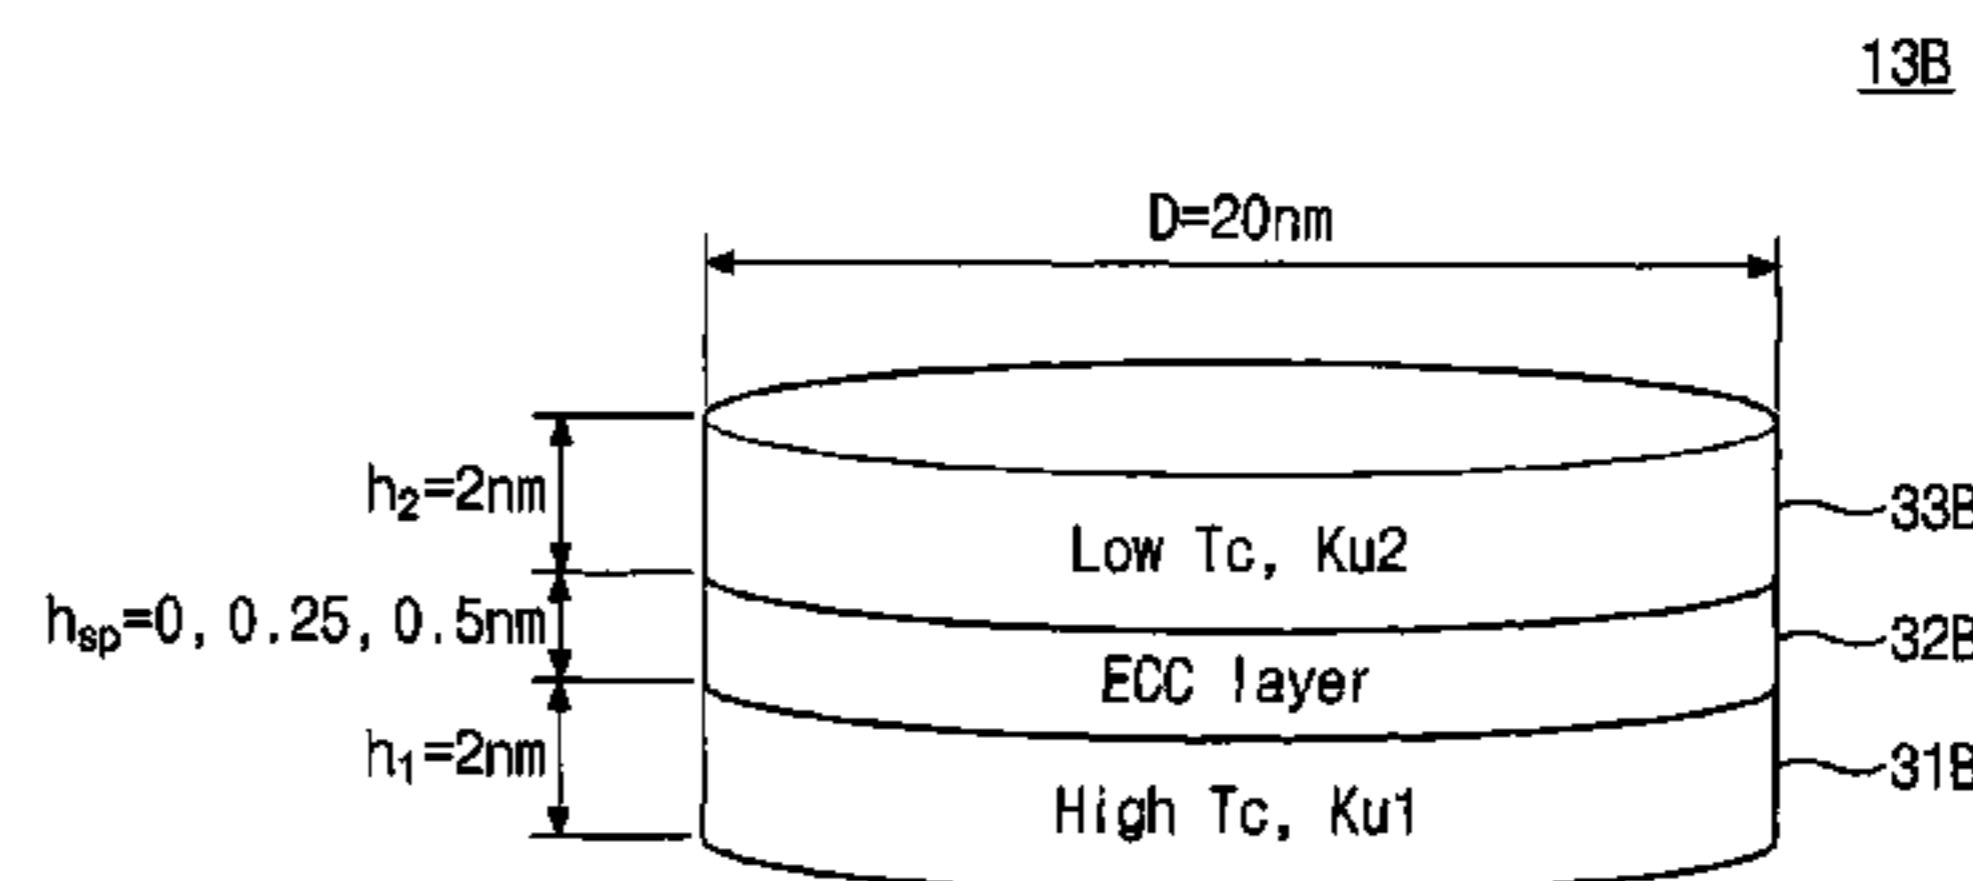 13B
D=20nm
h₂=2nm
33B
Low Tc, Ku2
hsp=0, 0.25, 0.5nm
32B
ECC layer
h₁=2nm
31B
High Tc, Ku1